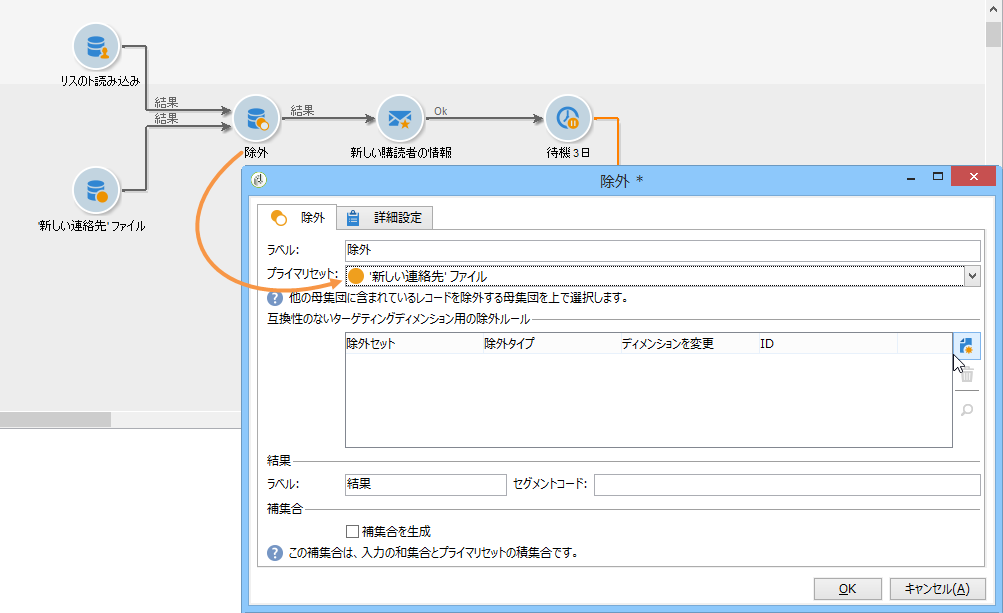 リスのト読み込み
結果
結果
結果
Ok
除外
新しい購読者の情報
待機 3 日
'新しい連絡先' ファイル
除外 *
除外
詳細設定
ラベル:
除外
プライマリセット:
'新しい連絡先' ファイル
他の母集団に含まれているレコードを除外する母集団を上で選択します。
互換性のないターゲティングディメンション用の除外ルール
除外セット
除外タイプ
ディメンションを変更
ID
結果
ラベル:
結果
セグメントコード:
補集合
補集合を生成
この補集合は、入力の和集合とプライマリセットの積集合です。
OK
キャンセル(A)